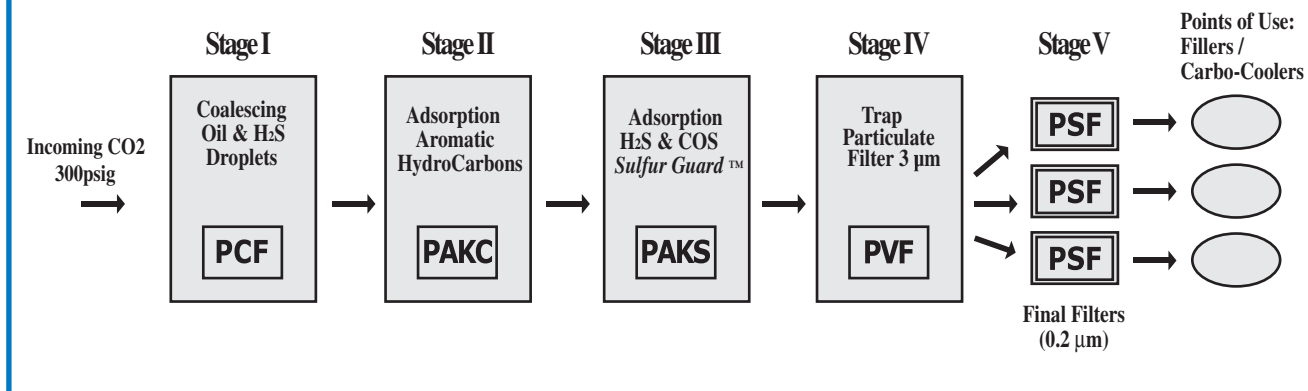 Stage I
Coalescing
Oil & H2S
Droplets
PCF
Incoming CO2
300psig
Stage II
Adsorption
Aromatic
HydroCarbons
PAKC
Stage III
Adsorption
H2S & COS
Sulfur Guard ™
PAKS
Stage IV
Trap
Particulate
Filter 3 µm
PVF
Stage V
PSF
PSF
PSF
Final Filters
(0.2 µm)
Points of Use:
Fillers /
Carbo-Coolers